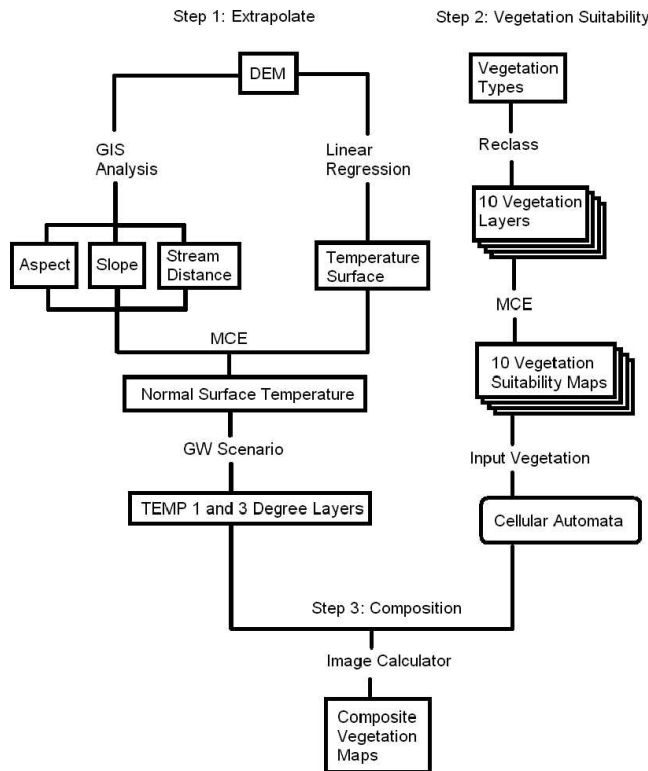 Step 1: Extrapolate
Step 2: Vegetation Suitability
DEM
GIS
Analysis
Linear
Regression
Aspect
Slope
Stream
Distance
Temperature
Surface
MCE
Normal Surface Temperature
GW Scenario
TEMP 1 and 3 Degree Layers
Vegetation
Types
Reclass
10 Vegetation
Layers
MCE
10 Vegetation
Suitability Maps
Input Vegetation
Cellular Automata
Step 3: Composition
Image Calculator
Composite
Vegetation
Maps